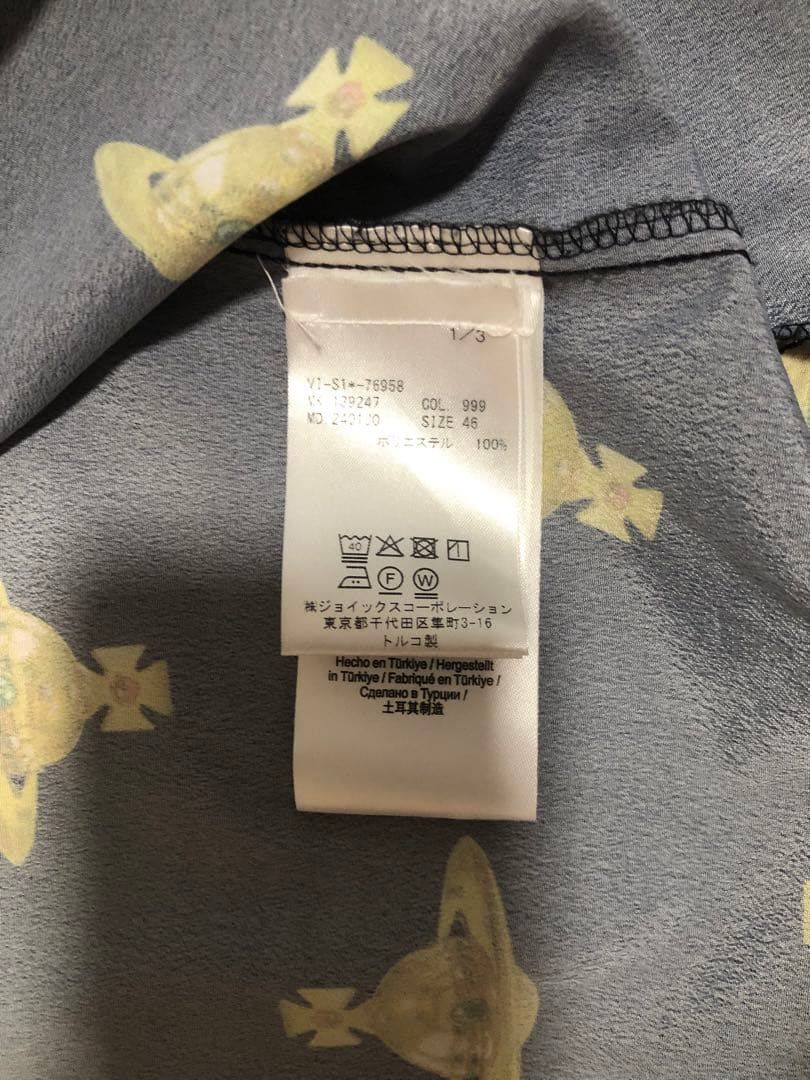 1/3
VI-S1*-76958
139247 COL. 999
MD. SIZE 46
ポリエステル 100%
40
1
F W
㈱ジョイックスコーポレーション
東京都千代田区隼町3-16
トルコ製
Hecho en Türkiye / Hergestellt
in Türkiye / Fabriqué en Türkiye /
Сделано в Турции /
土耳其制造